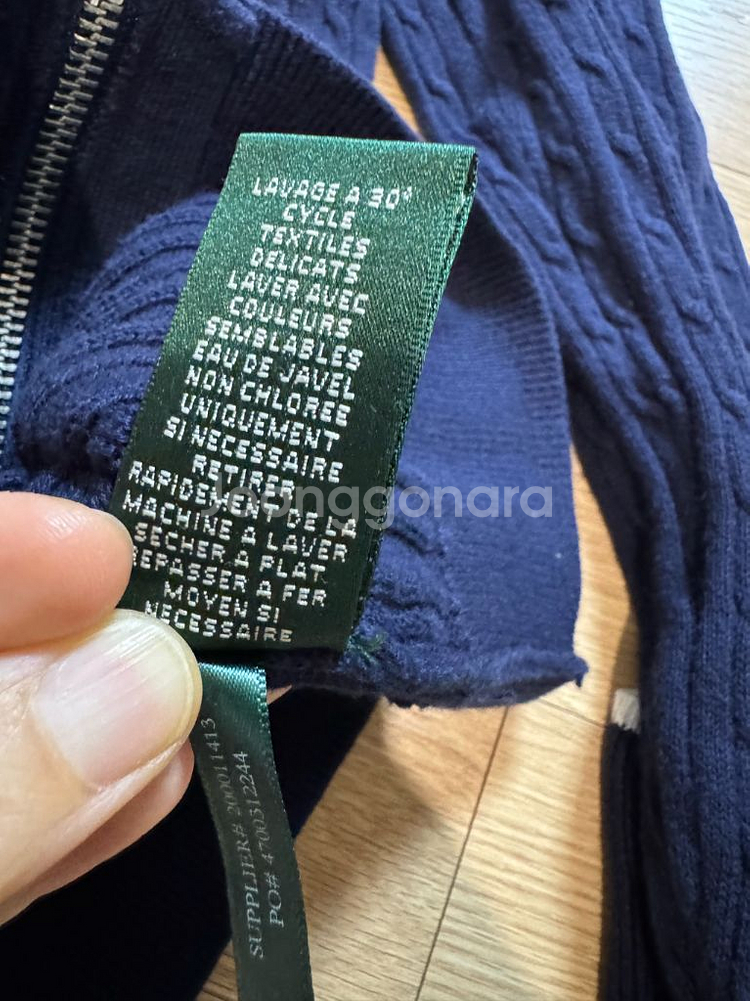 LAVAGE A 30°
CYCLE
TEXTILES
DELICATS
LAVER AVEC
COULEURS
SEMBLABLES
EAU DE JAVEL
NON CHLOREE
UNIQUEMENT
SI NECESSAIRE
RETIRER
RAPIDEMENT DE LA
MACHINE A LAVER
SECHER A PLAT
REPASSER A FER
MOYEN SI
NECESSAIRE
Joonggonara
SUPPLIER# 200011413
PO# 4700312244